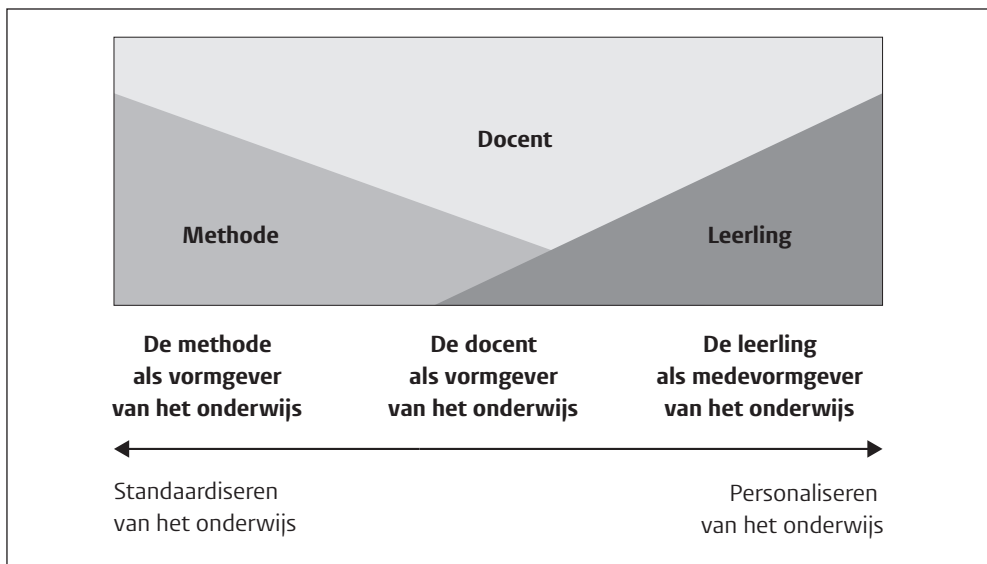 Docent
Methode
Leerling
De methode
als vormgever
van het onderwijs
De docent
als vormgever
van het onderwijs
De leerling
als medevormgever
van het onderwijs
Standaardiseren
van het onderwijs
Personaliseren
van het onderwijs